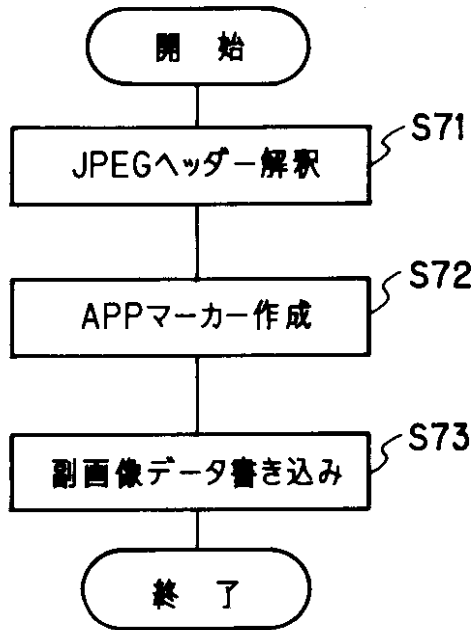 開始
S71
JPEGヘッダー解釈
S72
APPマーカー作成
S73
副画像データ書き込み
終了